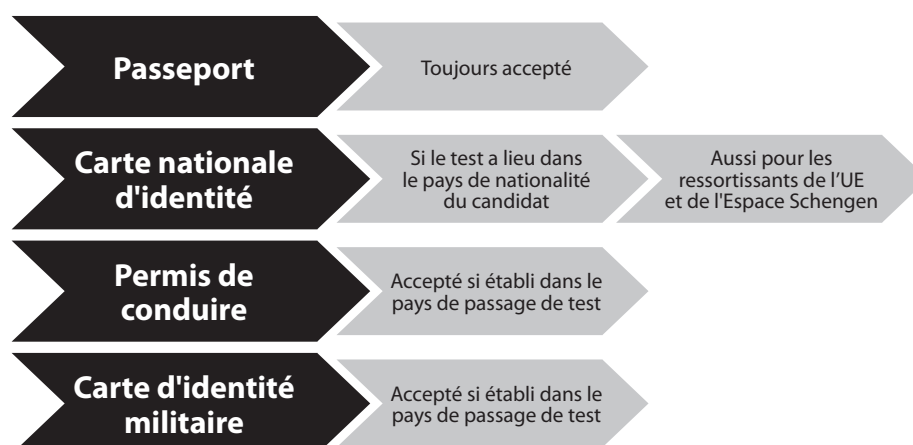 Passeport
Toujours accepté
Carte nationale
d'identité
Si le test a lieu dans
le pays de nationalité
du candidat
Aussi pour les
ressortissants de l’UE
et de l'Espace Schengen
Permis de
conduire
Accepté si établi dans le
pays de passage de test
Carte d'identité
militaire
Accepté si établi dans le
pays de passage de test